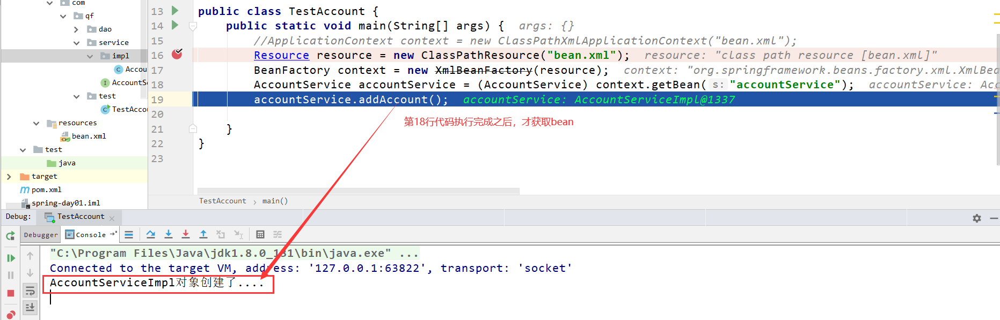 com
qf
dao
service
impl
Accou
AccountSe
test
TestAccou
resources
bean.xml
test
java
target
pom.xml
spring-day01.iml
13 public class TestAccount {
14 public static void main(String[] args) { args: {}
15 //ApplicationContext context = new ClassPathXmlApplicationContext("bean.xml");
16 Resource resource = new ClassPathResource("bean.xml"); resource: "class path resource [bean.xml]"
17 BeanFactory context = new XmlBeanFactory(resource); context: "org.springframework.beans.factory.xml.XmlBea
18 AccountService accountService = (AccountService) context.getBean( s: "accountService"); accountService: Acc
19 accountService.addAccount(); accountService: AccountServiceImpl@1337
20
第18行代码执行完成之后，才获取bean
21 }
22 }
23
TestAccount › main()
Debug: TestAccount
Debugger Console
"C:\Program Files\Java\jdk1.8.0_131\bin\java.exe" ...
Connected to the target VM, address: '127.0.0.1:63822', transport: 'socket'
AccountServiceImpl对象创建了....